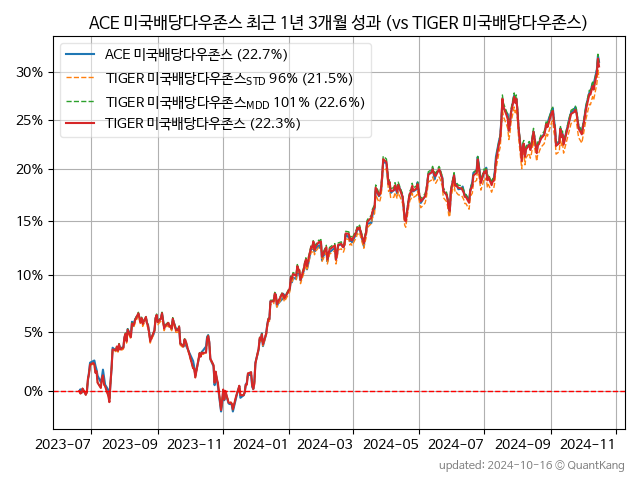 ACE 미국배당다우존스 최근 1년 3개월 성과 (vs TIGER 미국배당다우존스)
ACE 미국배당다우존스 (22.7%)
TIGER 미국배당다우존스STD 96% (21.5%)
TIGER 미국배당다우존스MDD 101% (22.6%)
TIGER 미국배당다우존스 (22.3%)
30%
25%
20%
15%
10%
5%
0%
2023-07 2023-09 2023-11 2024-01 2024-03 2024-05 2024-07 2024-09 2024-11
updated: 2024-10-16 © QuantKang